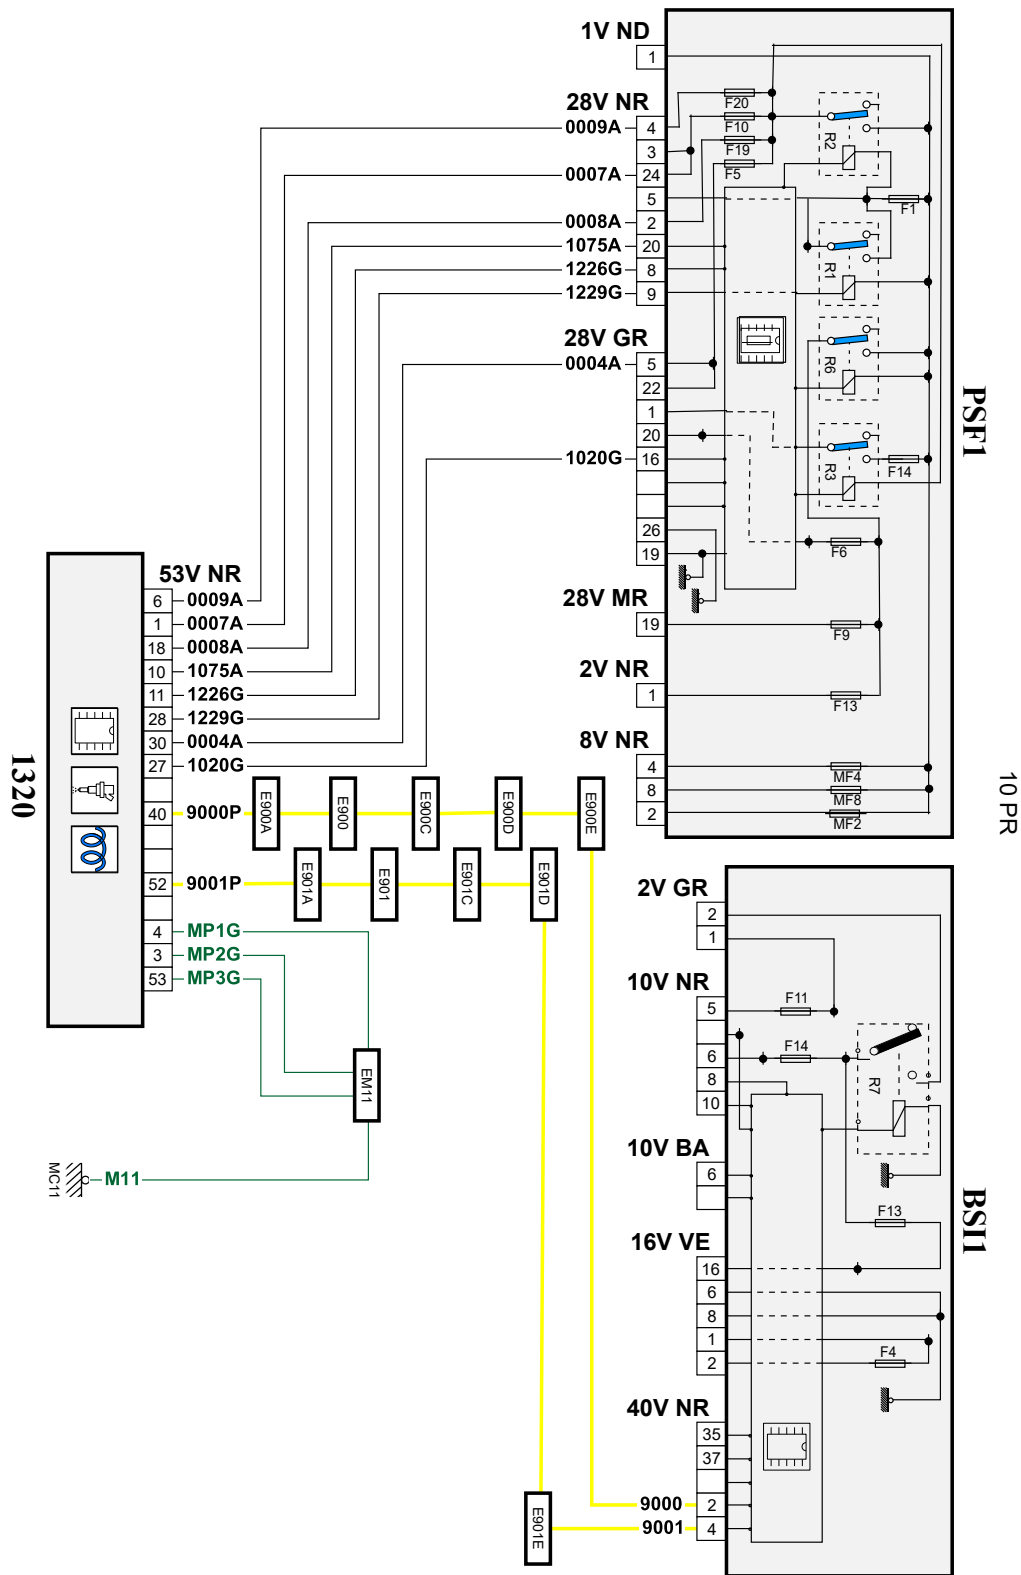 1V ND
1
28V NR
0009A 4
3
0007A 24
5
0008A 2
1075A 20
1226G 8
1229G 9
28V GR
0004A 5
22
1
20
1020G 16
26
19
28V MR
19
2V NR
1
8V NR
4
8
2
F20
F10
F19
F5
R2
F1
R1
R6
R3
F14
F6
F9
F13
MF4
MF8
MF2
PSF1
10 PR
53V NR
6 0009A
1 0007A
18 0008A
10 1075A
11 1226G
28 1229G
30 0004A
27 1020G
40 9000P
52 9001P
4 MP1G
3 MP2G
53 MP3G
1320
E900A
E900
E900C
E900D
E900E
E901A
E901
E901C
E901D
EM11
M11
MC11
E901E
2V GR
2
1
10V NR
5
6
8
10
10V BA
6
16V VE
16
6
8
1
2
40V NR
35
37
9000 2
9001 4
F11
F14
R7
F13
F4
BSI1